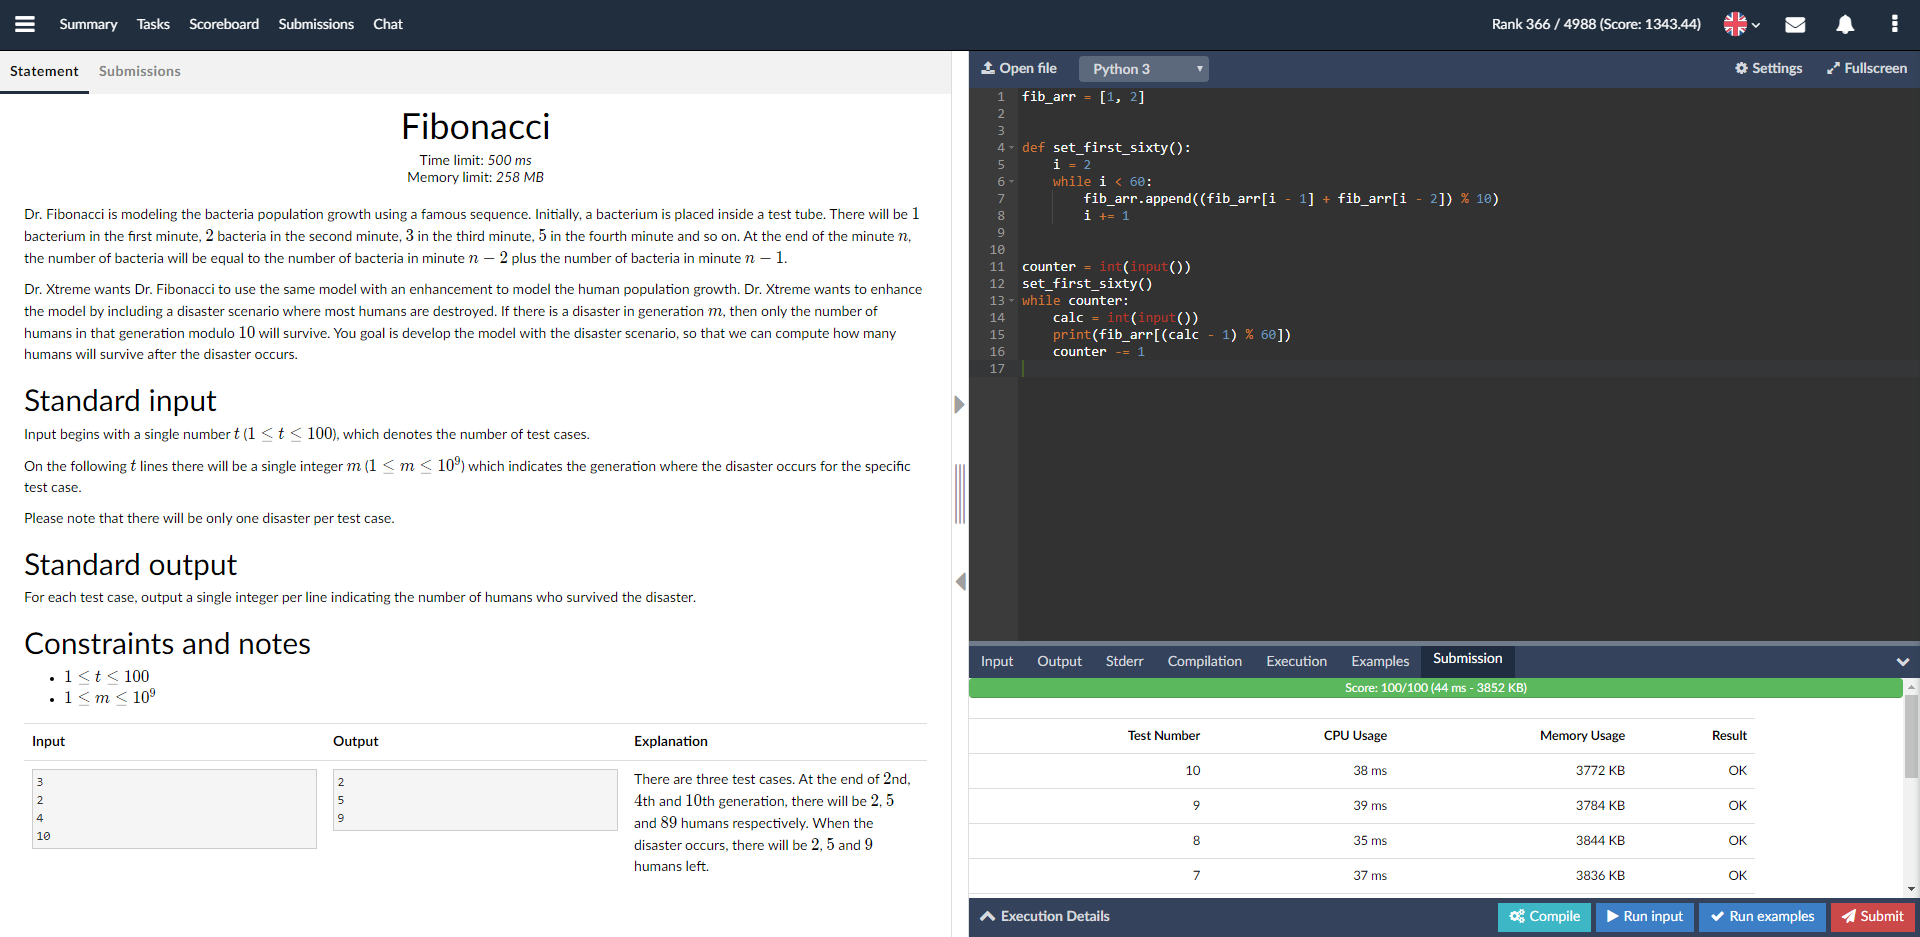 Summary Tasks Scoreboard Submissions Chat
Rank 366 / 4988 (Score: 1343.44)
Statement Submissions
Fibonacci
Time limit: 500 ms
Memory limit: 258 MB
Dr. Fibonacci is modeling the bacteria population growth using a famous sequence. Initially, a bacterium is placed inside a test tube. There will be 1
bacterium in the first minute, 2 bacteria in the second minute, 3 in the third minute, 5 in the fourth minute and so on. At the end of the minute n,
the number of bacteria will be equal to the number of bacteria in minute n − 2 plus the number of bacteria in minute n − 1.
Dr. Xtreme wants Dr. Fibonacci to use the same model with an enhancement to model the human population growth. Dr. Xtreme wants to enhance
the model by including a disaster scenario where most humans are destroyed. If there is a disaster in generation m, then only the number of
humans in that generation modulo 10 will survive. You goal is develop the model with the disaster scenario, so that we can compute how many
humans will survive after the disaster occurs.
Standard input
Input begins with a single number t (1 ≤ t ≤ 100), which denotes the number of test cases.
On the following t lines there will be a single integer m (1 ≤ m ≤ 10⁹) which indicates the generation where the disaster occurs for the specific
test case.
Please note that there will be only one disaster per test case.
Standard output
For each test case, output a single integer per line indicating the number of humans who survived the disaster.
Constraints and notes
• 1 ≤ t ≤ 100
• 1 ≤ m ≤ 10⁹
Input Output Explanation
3
2
4
10
2
5
9
There are three test cases. At the end of 2nd,
4th and 10th generation, there will be 2, 5
and 89 humans respectively. When the
disaster occurs, there will be 2, 5 and 9
humans left.
Open file Python 3 Settings Fullscreen
1 fib_arr = [1, 2]
2
3
4 def set_first_sixty():
5     i = 2
6     while i < 60:
7         fib_arr.append((fib_arr[i - 1] + fib_arr[i - 2]) % 10)
8         i += 1
9
10
11 counter = int(input())
12 set_first_sixty()
13 while counter:
14     calc = int(input())
15     print(fib_arr[(calc - 1) % 60])
16     counter -= 1
17
Input Output Stderr Compilation Execution Examples Submission
Score: 100/100 (44 ms - 3852 KB)
Test Number CPU Usage Memory Usage Result
10 38 ms 3772 KB OK
9 39 ms 3784 KB OK
8 35 ms 3844 KB OK
7 37 ms 3836 KB OK
Execution Details Compile Run input Run examples Submit